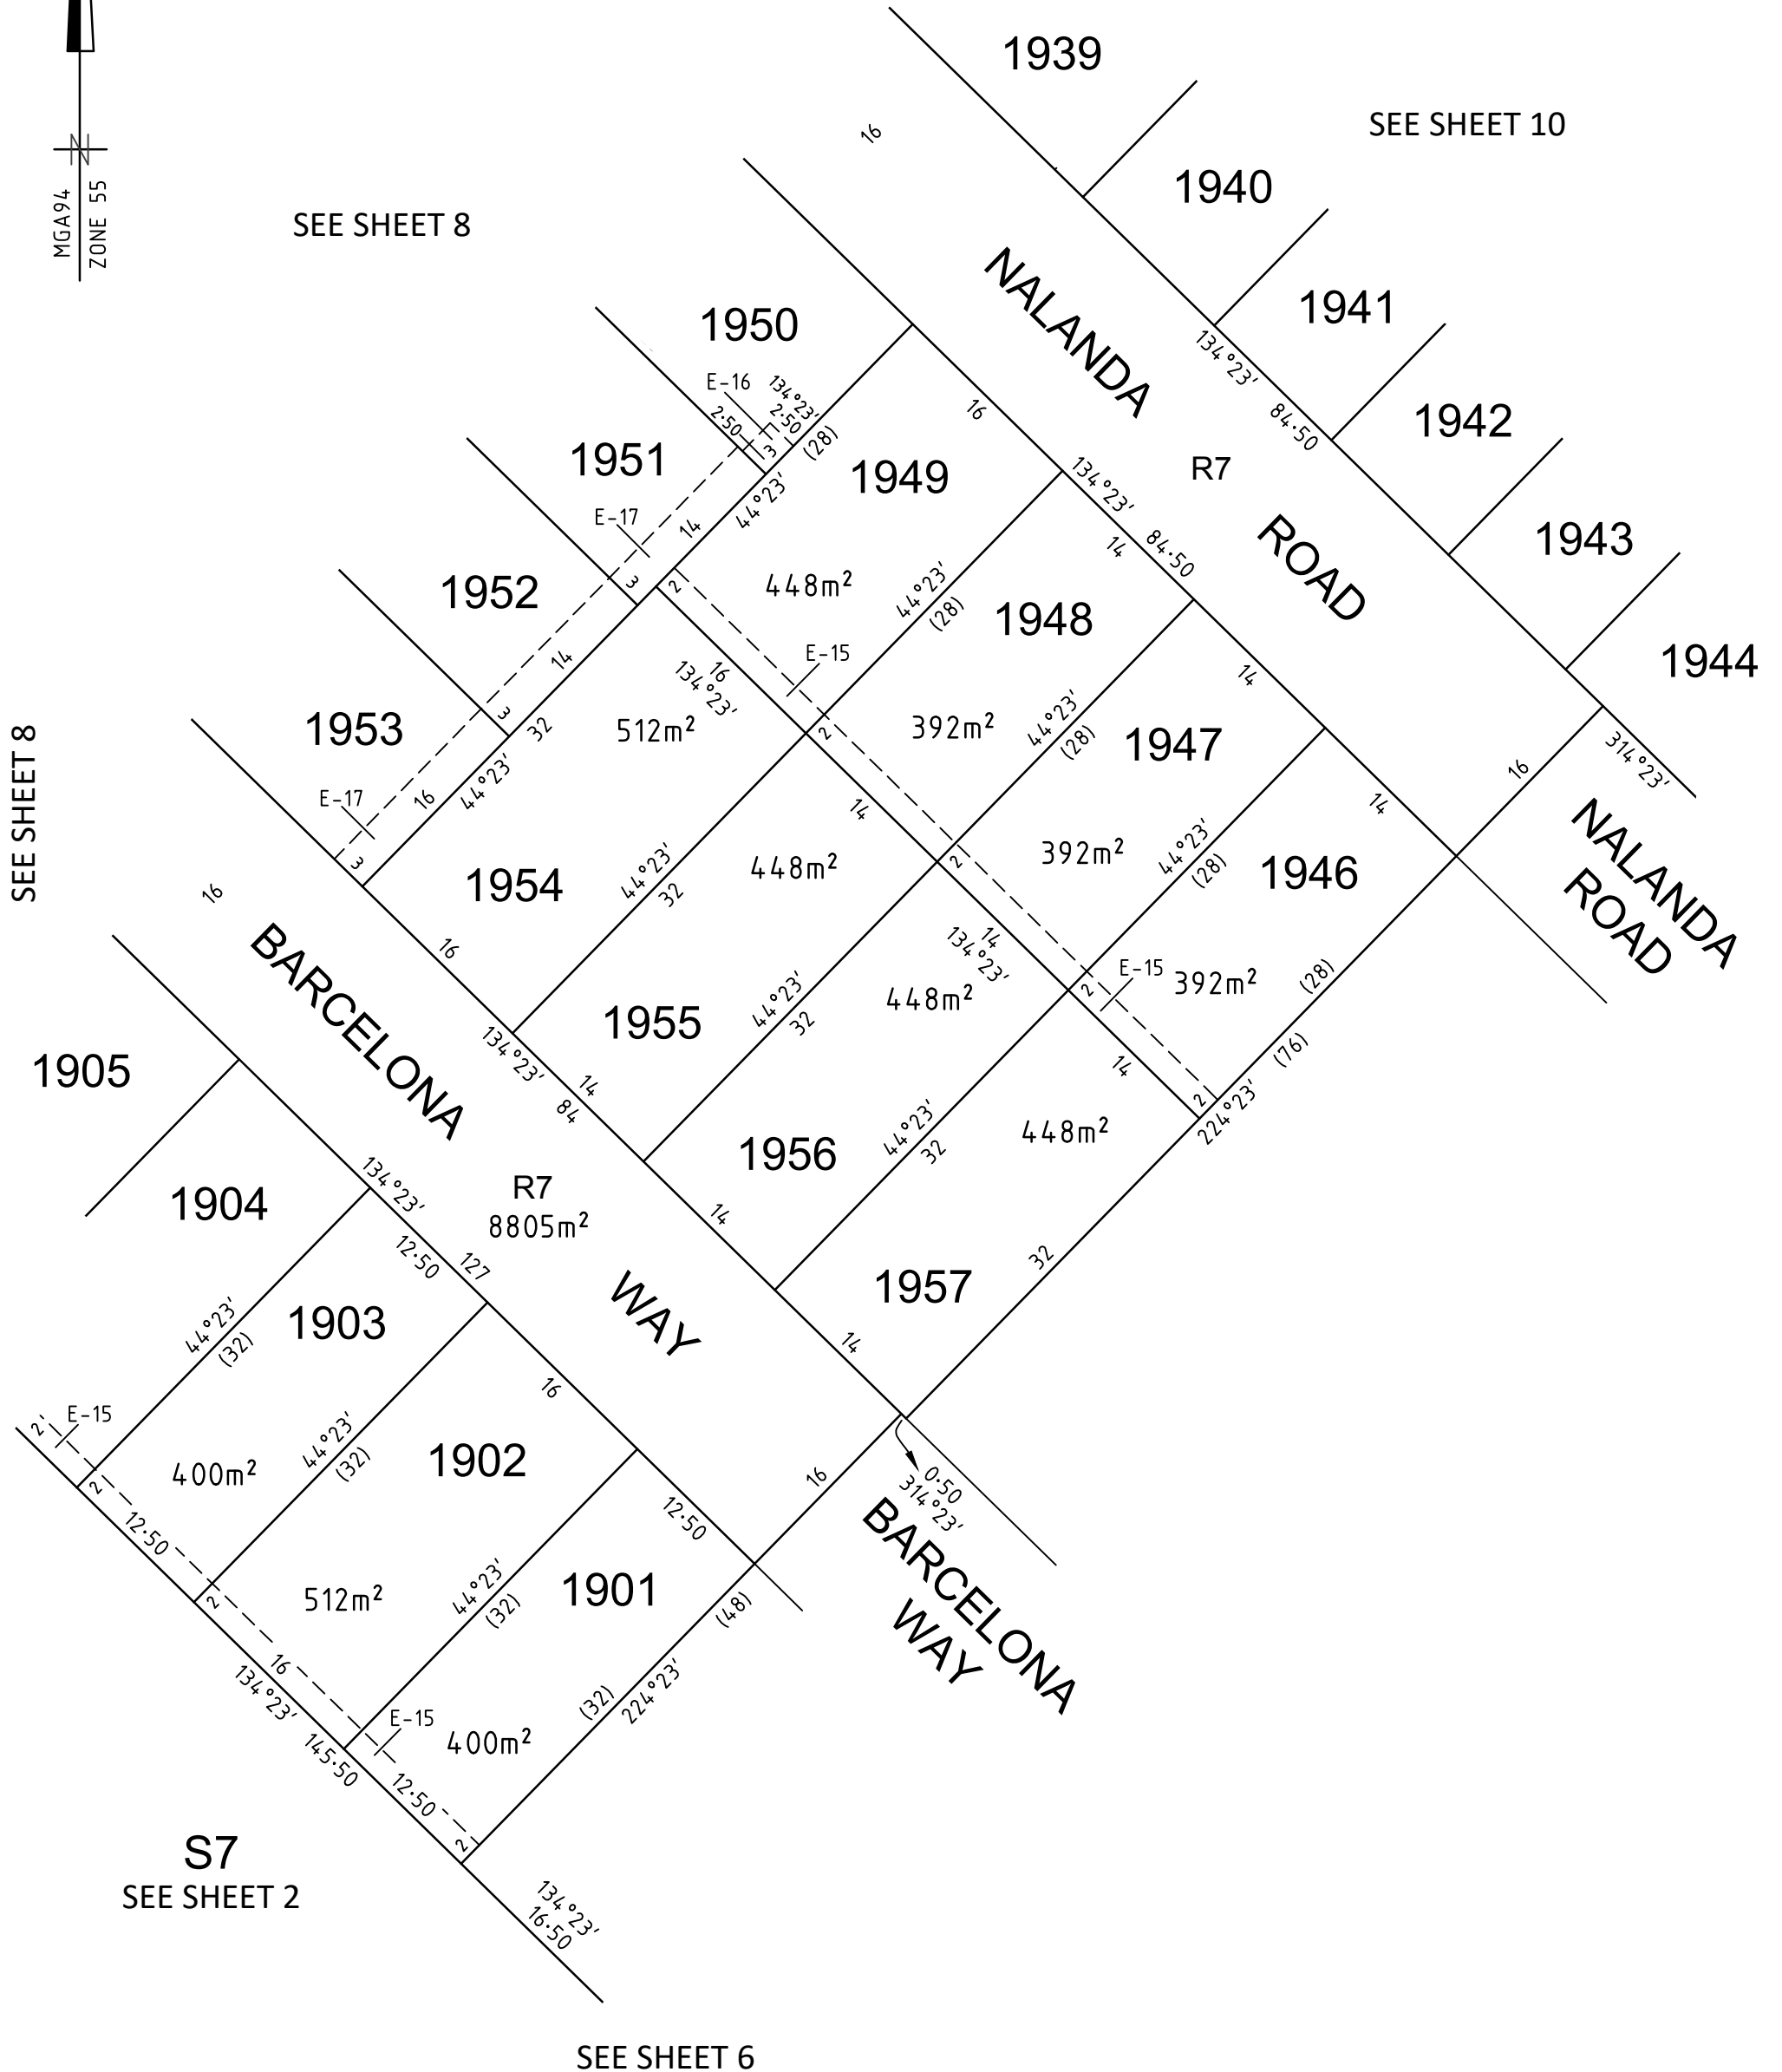 MGA94
ZONE 55
N
SEE SHEET 8
SEE SHEET 10
1939
1940
1941
1942
1943
1944
16
NALANDA
R7
ROAD
134°23'
84·50
314°23'
NALANDA
ROAD
16
1950
E-16
134°23'
2·50
2·50
3
(28)
1951
E-17
14
44°23'
3
2
1952
14
3
32
44°23'
1953
E-17
16
3
SEE SHEET 8
16
1949
448m²
16
134°23'
84·50
44°23'
(28)
E-15
2
1948
392m²
14
44°23'
(28)
2
1947
392m²
14
44°23'
(28)
2
1946
392m²
14
E-15
(28)
(76)
224°23'
2
1954
512m²
16
134°23'
16
44°23'
32
1955
448m²
14
14
44°23'
32
1956
448m²
14
134°23'
14
44°23'
32
1957
448m²
14
14
32
134°23'
84
BARCELONA
R7
8805m²
WAY
16
0·50
314°23'
BARCELONA
WAY
1905
1904
134°23'
127
12·50
44°23'
(32)
1903
400m²
E-15
2
2
12·50
44°23'
(32)
1902
512m²
16
2
16
134°23'
145·50
44°23'
(32)
1901
400m²
12·50
E-15
12·50
2
(48)
(32)
224°23'
134°23'
16·50
S7
SEE SHEET 2
SEE SHEET 6